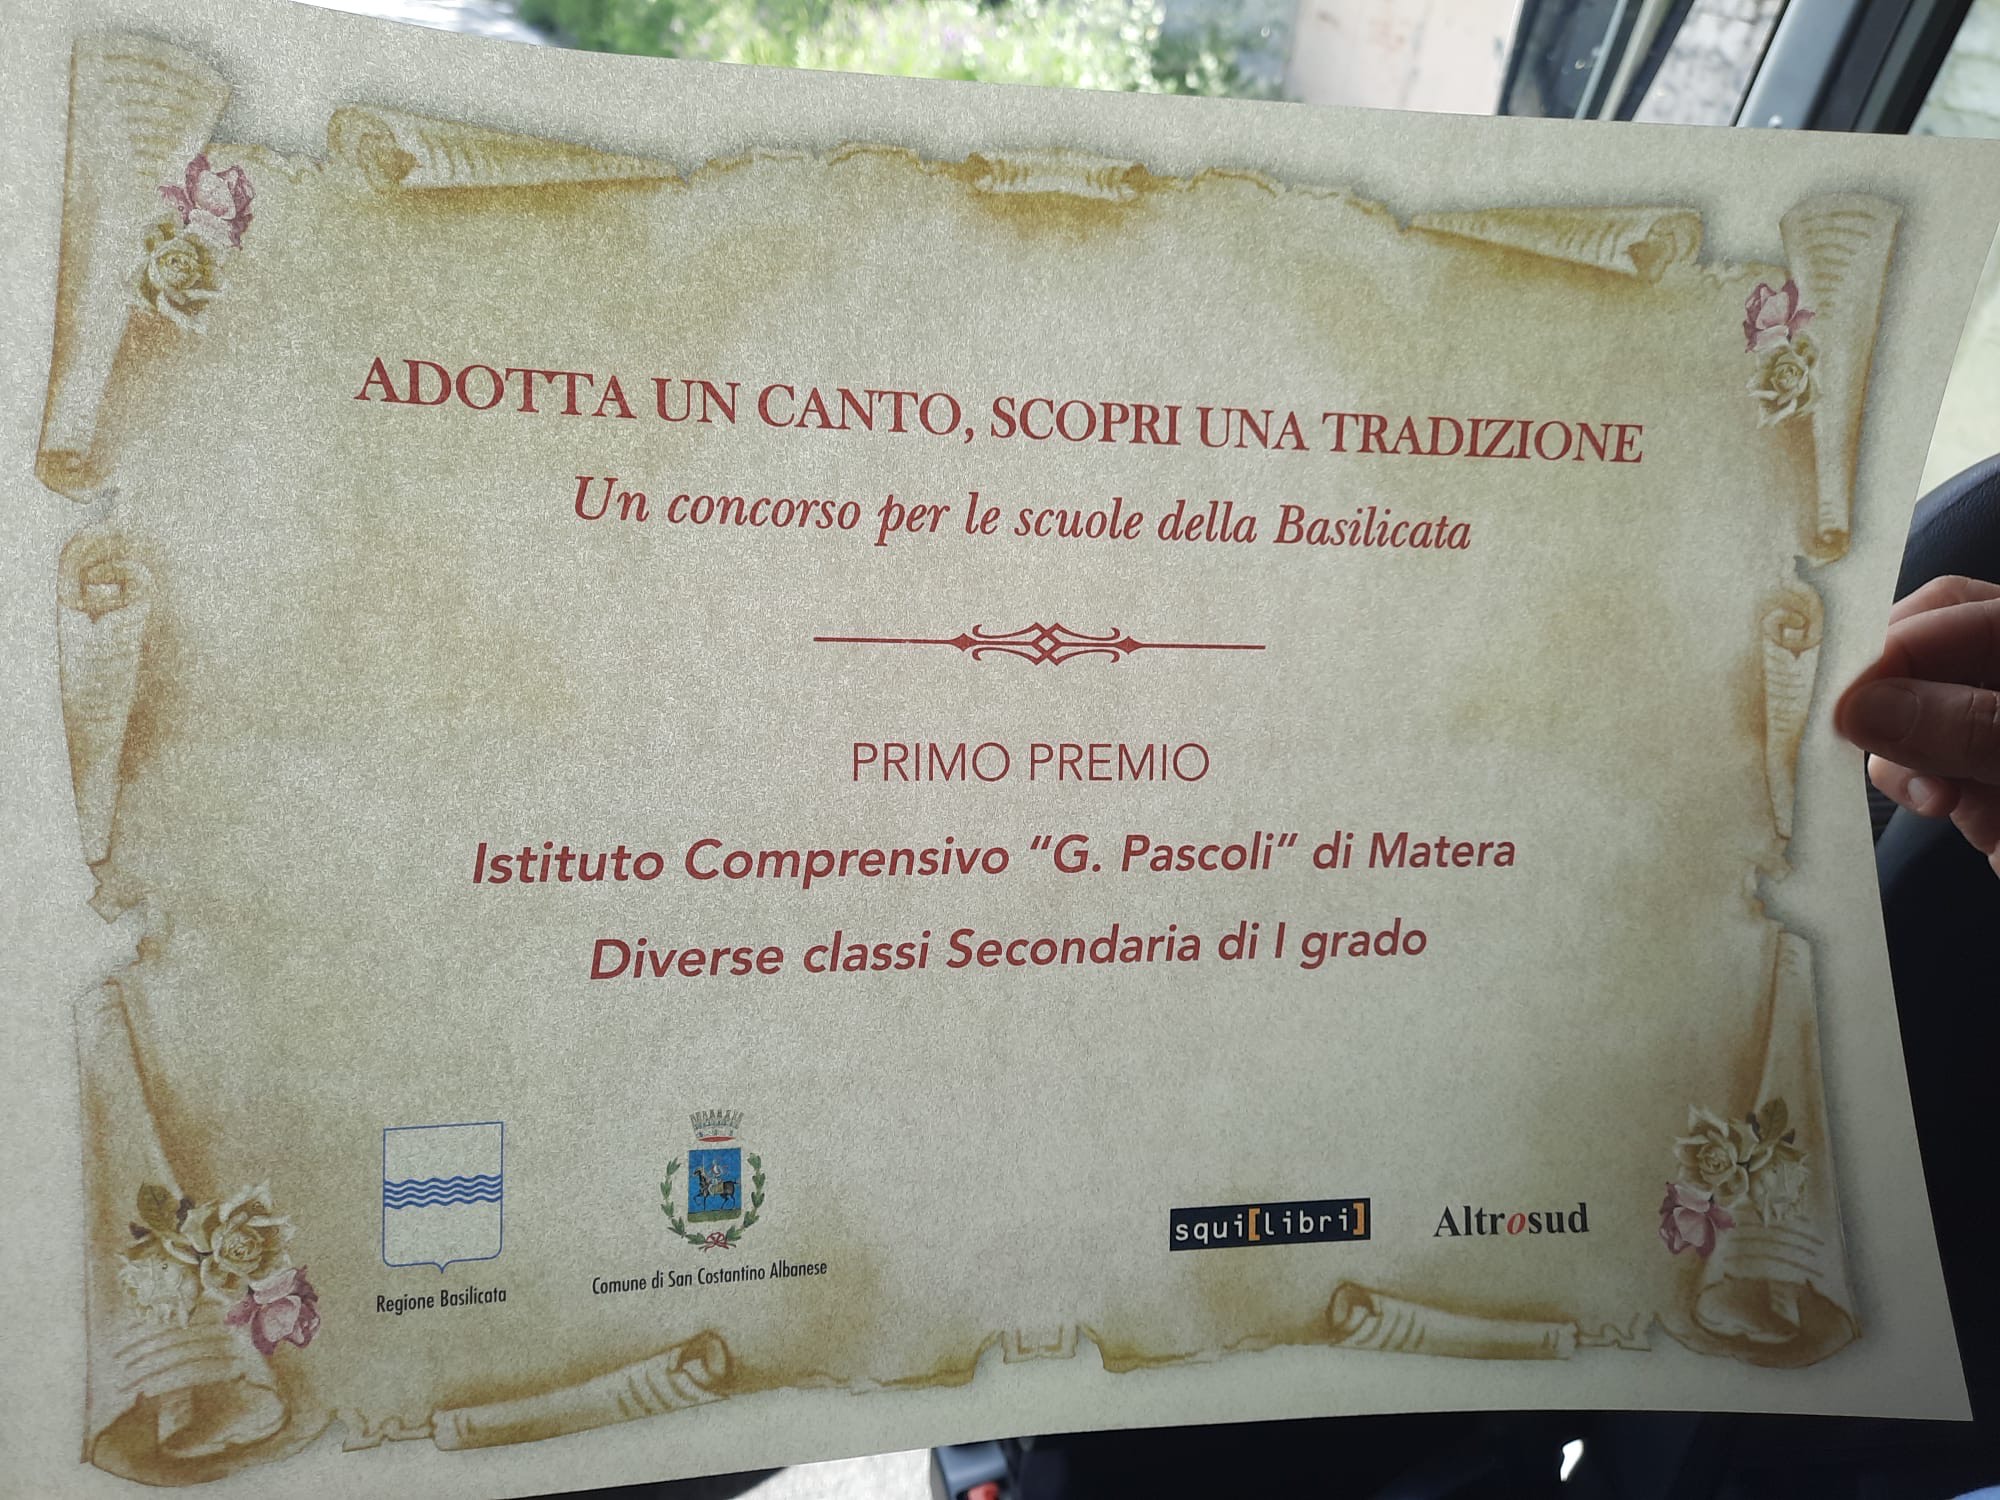 ADOTTA UN CANTO, SCOPRI UNA TRADIZIONE
Un concorso per le scuole della Basilicata
PRIMO PREMIO
Istituto Comprensivo “G. Pascoli” di Matera
Diverse classi Secondaria di I grado
Regione Basilicata
Comune di San Costantino Albanese
squi[libri]
Altrosud